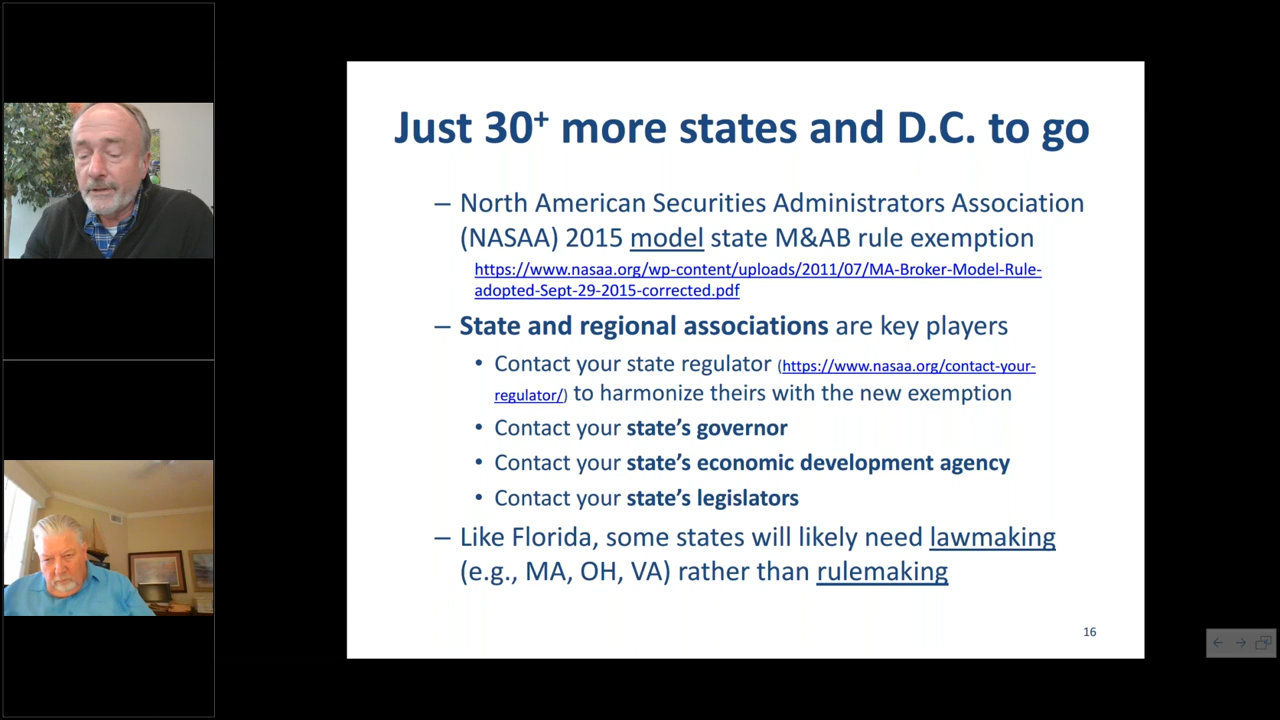 Just 30+ more states and D.C. to go
– North American Securities Administrators Association
(NASAA) 2015 model state M&AB rule exemption
https://www.nasaa.org/wp-content/uploads/2011/07/MA-Broker-Model-Rule-
adopted-Sept-29-2015-corrected.pdf
– State and regional associations are key players
• Contact your state regulator (https://www.nasaa.org/contact-your-
regulator/) to harmonize theirs with the new exemption
• Contact your state’s governor
• Contact your state’s economic development agency
• Contact your state’s legislators
– Like Florida, some states will likely need lawmaking
(e.g., MA, OH, VA) rather than rulemaking
16